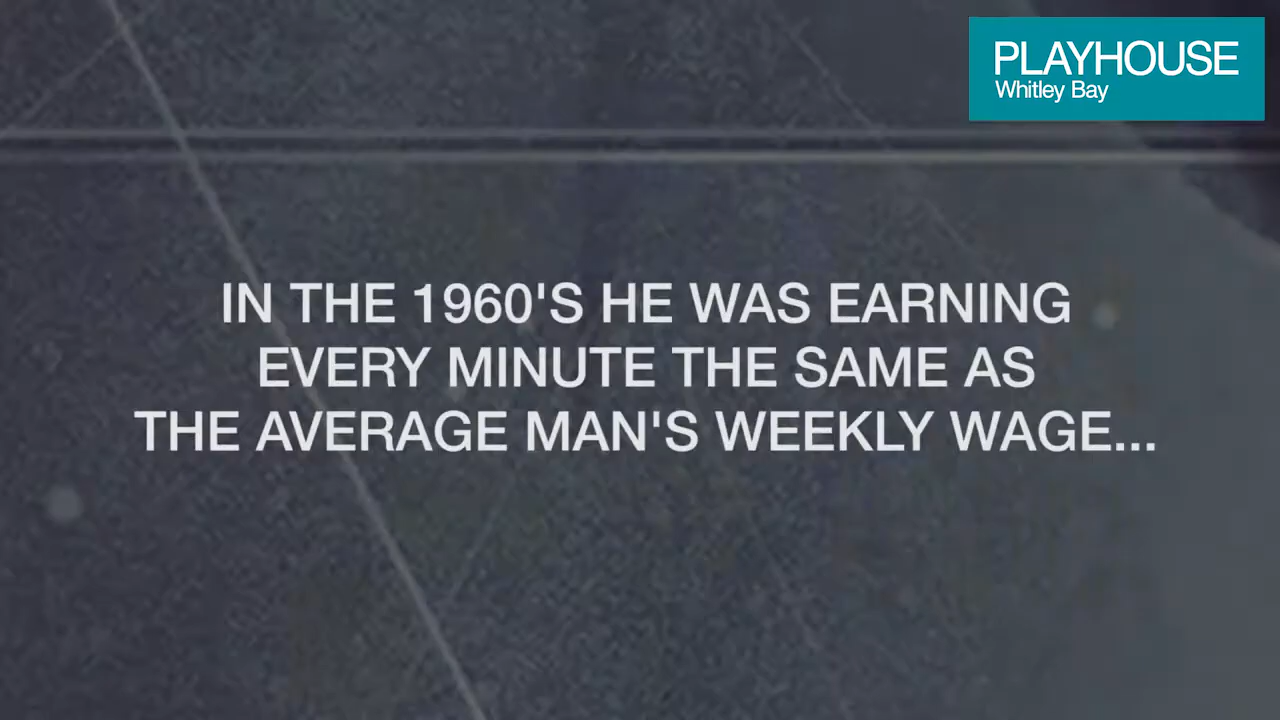 PLAYHOUSE
Whitley Bay
IN THE 1960'S HE WAS EARNING
EVERY MINUTE THE SAME AS
THE AVERAGE MAN'S WEEKLY WAGE...